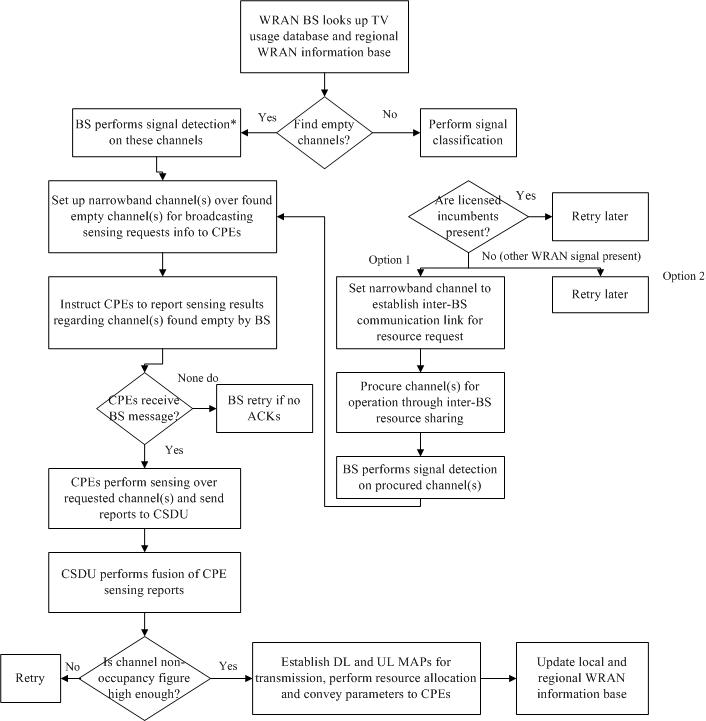 WRAN BS looks up TV
usage database and regional
WRAN information base
Find empty
channels?
Yes
No
BS performs signal detection*
on these channels
Perform signal
classification
Set up narrowband channel(s) over found
empty channel(s) for broadcasting
sensing requests info to CPEs
Are licensed
incumbents
present?
Yes
Retry later
No (other WRAN signal present)
Option 1
Option 2
Retry later
Instruct CPEs to report sensing results
regarding channel(s) found empty by BS
Set narrowband channel to
establish inter-BS
communication link for
resource request
CPEs receive
BS message?
None do
BS retry if no
ACKs
Yes
Procure channel(s) for
operation through inter-BS
resource sharing
BS performs signal detection
on procured channel(s)
CPEs perform sensing over
requested channel(s) and send
reports to CSDU
CSDU performs fusion of CPE
sensing reports
Is channel non-
occupancy figure
high enough?
No
Retry
Yes
Establish DL and UL MAPs for
transmission, perform resource allocation
and convey parameters to CPEs
Update local and
regional WRAN
information base